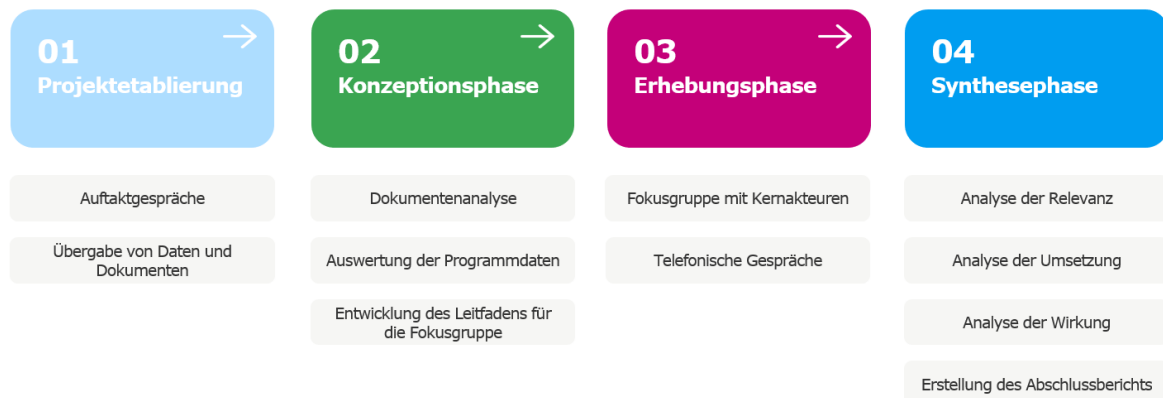 01
Projektetablierung
02
Konzeptionsphase
03
Erhebungsphase
04
Synthesephase
Auftaktgespräche
Übergabe von Daten und
Dokumenten
Dokumentenanalyse
Auswertung der Programmdaten
Entwicklung des Leitfadens für
die Fokusgruppe
Fokusgruppe mit Kernakteuren
Telefonische Gespräche
Analyse der Relevanz
Analyse der Umsetzung
Analyse der Wirkung
Erstellung des Abschlussberichts